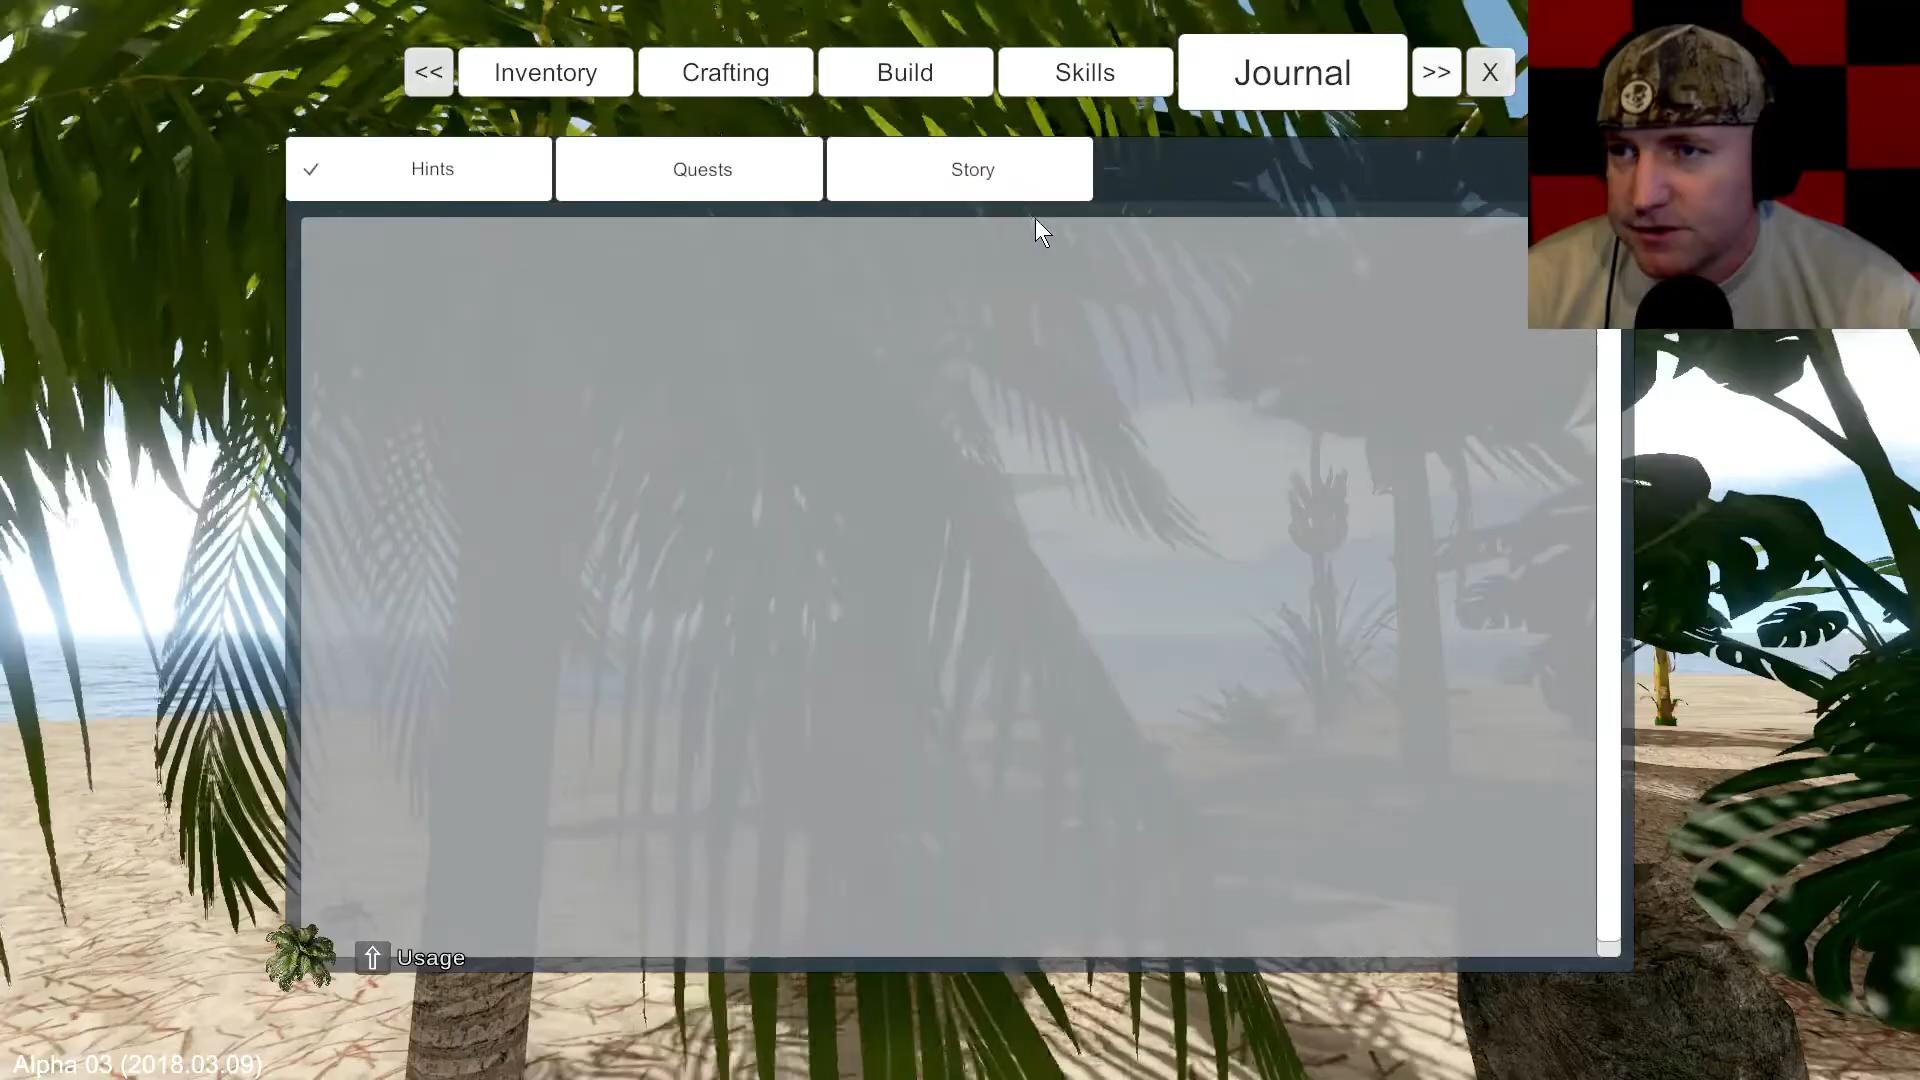 << Inventory Crafting Build Skills Journal >> X
Hints Quests Story
Usage
Alpha 03 (2018.03.09)